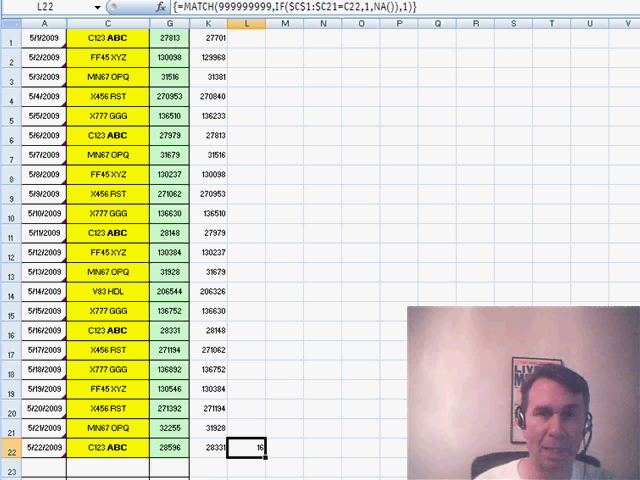 L22 fx {=MATCH(999999999,IF($C$1:$C21=C22,1,NA()),1)}
A C G K L M N O P Q R S T U V
1 5/1/2009 C123 ABC 27813 27701
2 5/2/2009 FF45 XYZ 130098 129968
3 5/3/2009 MN67 OPQ 31516 31381
4 5/4/2009 X456 RST 270953 270840
5 5/5/2009 X777 GGG 136510 136233
6 5/6/2009 C123 ABC 27979 27813
7 5/7/2009 MN67 OPQ 31679 31516
8 5/8/2009 FF45 XYZ 130237 130098
9 5/9/2009 X456 RST 271062 270953
10 5/10/2009 X777 GGG 136630 136510
11 5/11/2009 C123 ABC 28148 27979
12 5/12/2009 FF45 XYZ 130384 130237
13 5/13/2009 MN67 OPQ 31928 31679
14 5/14/2009 V83 HDL 206544 206326
15 5/15/2009 X777 GGG 136752 136630
16 5/16/2009 C123 ABC 28331 28148
17 5/17/2009 X456 RST 271194 271062
18 5/18/2009 X777 GGG 136892 136752
19 5/19/2009 FF45 XYZ 130546 130384
20 5/20/2009 X456 RST 271392 271194
21 5/21/2009 MN67 OPQ 32255 31928
22 5/22/2009 C123 ABC 28596 28331 16
23
LIVE